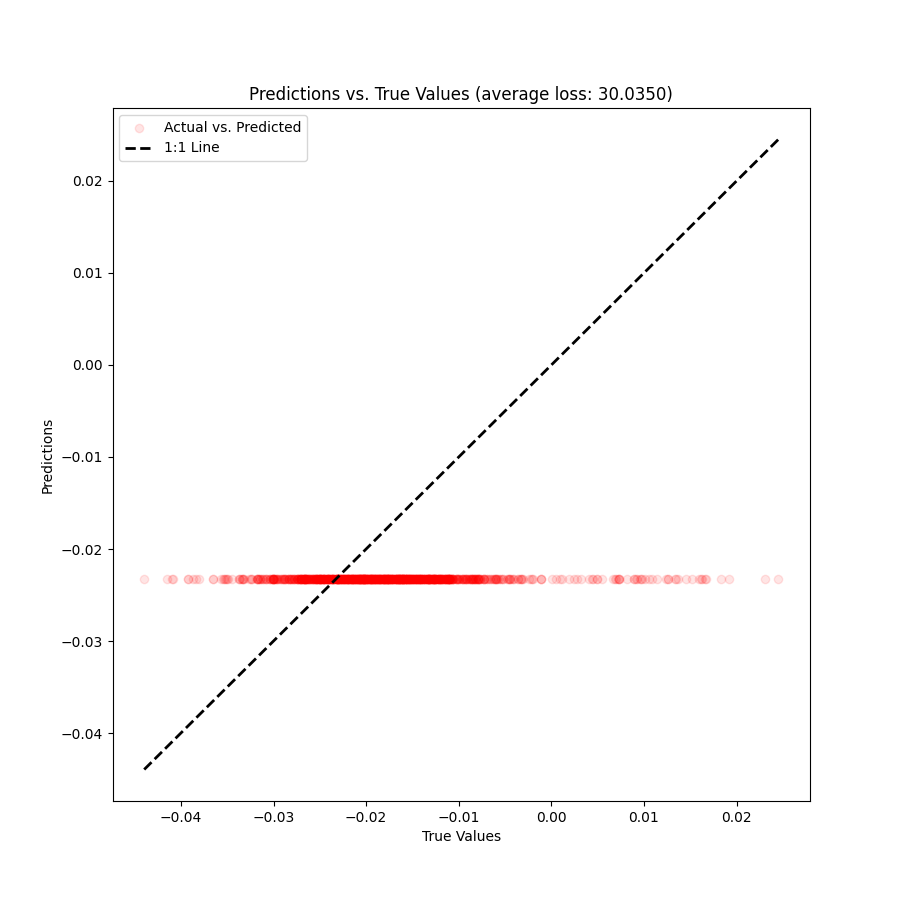 Predictions vs. True Values (average loss: 30.0350)
Actual vs. Predicted
1:1 Line
0.02
0.01
0.00
−0.01
−0.02
−0.03
−0.04
Predictions
−0.04
−0.03
−0.02
−0.01
0.00
0.01
0.02
True Values